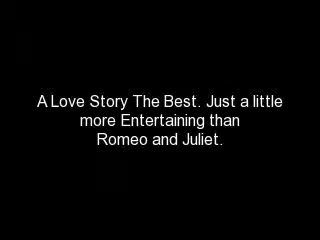 A Love Story The Best. Just a little
more Entertaining than
Romeo and Juliet.